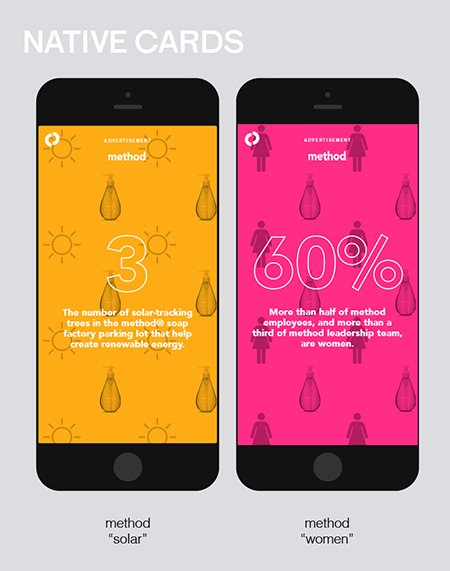 NATIVE CARDS
ADVERTISEMENT
method
3
The number of solar-tracking
trees in the method® soap
factory parking lot that help
create renewable energy.
ADVERTISEMENT
method
60%
More than half of method
employees, and more than a
third of method leadership team,
are women.
method
“solar”
method
“women”